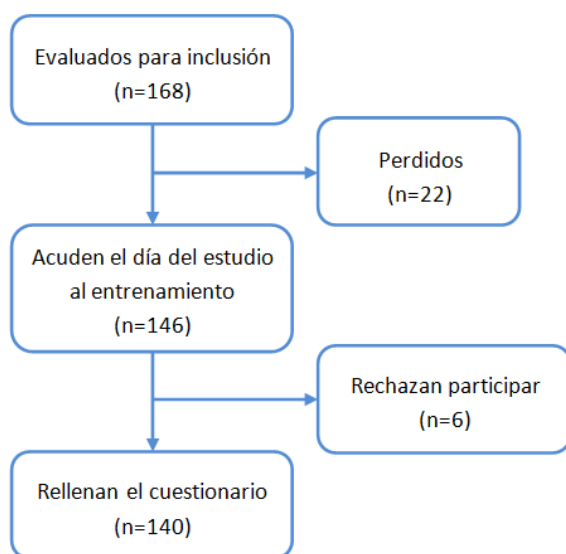 Evaluados para inclusión
(n=168)
Perdidos
(n=22)
Acuden el día del estudio
al entrenamiento
(n=146)
Rechazan participar
(n=6)
Rellenan el cuestionario
(n=140)